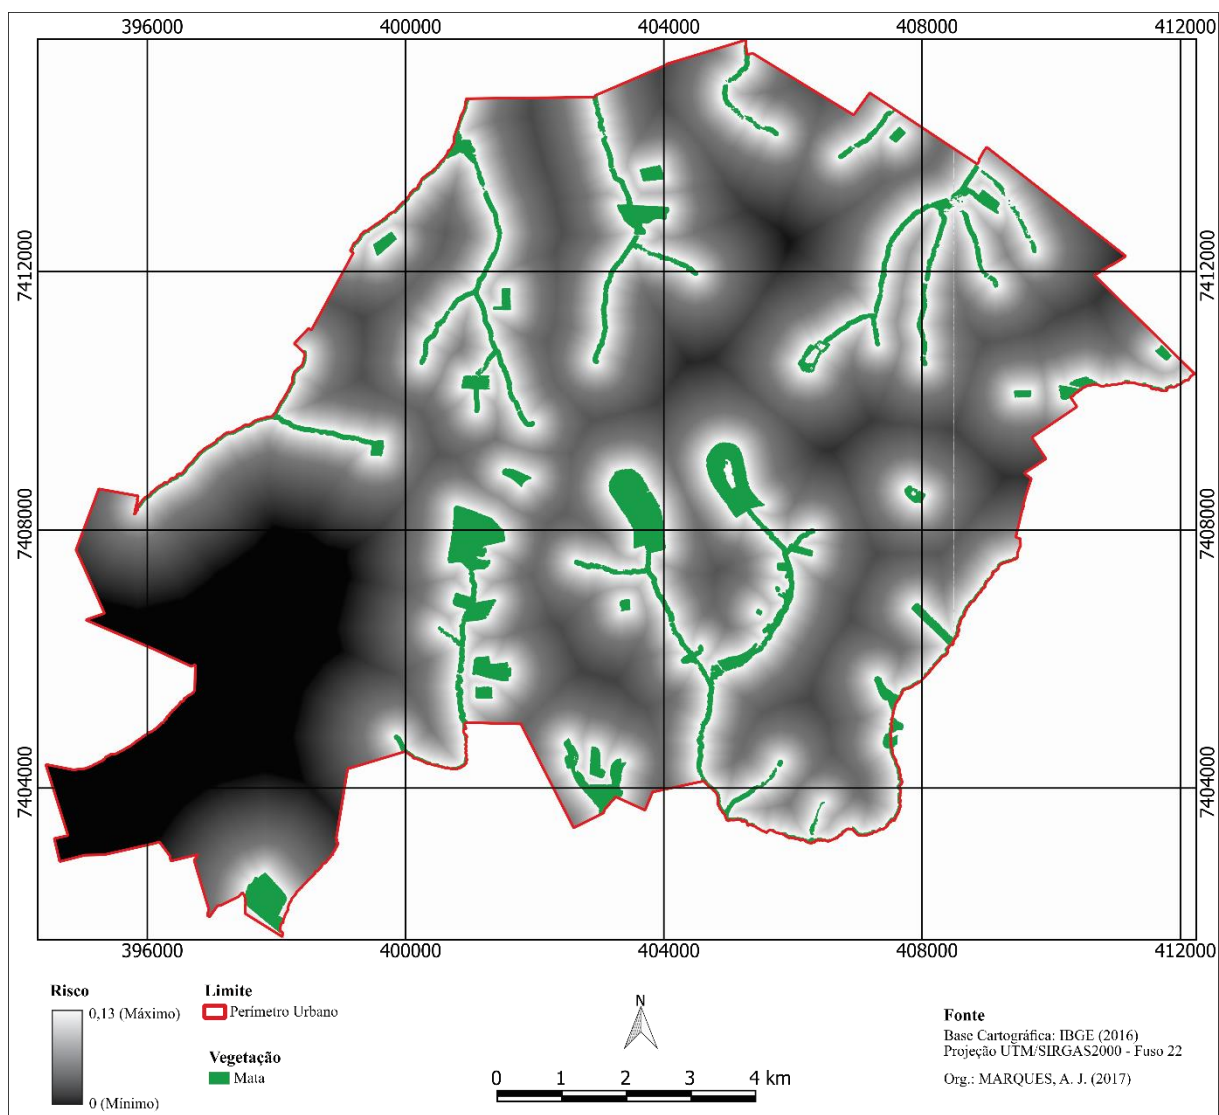 396000 400000 404000 408000 412000
7412000 7412000
7408000 7408000
7404000 7404000
396000 400000 404000 408000 412000
Risco
0,13 (Máximo)
0 (Mínimo)
Limite
Perímetro Urbano
Vegetação
Mata
N
0 1 2 3 4 km
Fonte
Base Cartográfica: IBGE (2016)
Projeção UTM/SIRGAS2000 - Fuso 22
Org.: MARQUES, A. J. (2017)